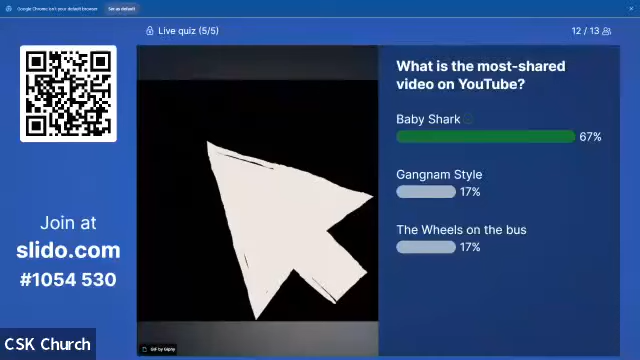 Google Chrome isn't your default browser Set as default
Live quiz (5/5)
12 / 13
What is the most-shared
video on YouTube?
Baby Shark
67%
Gangnam Style
17%
The Wheels on the bus
17%
Join at
slido.com
#1054 530
GIF by Giphy
CSK Church